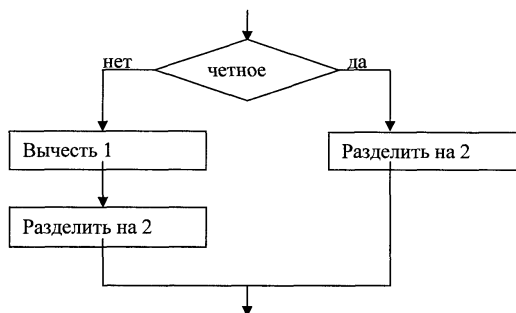 четное
нет
да
Вычесть 1
Разделить на 2
Разделить на 2